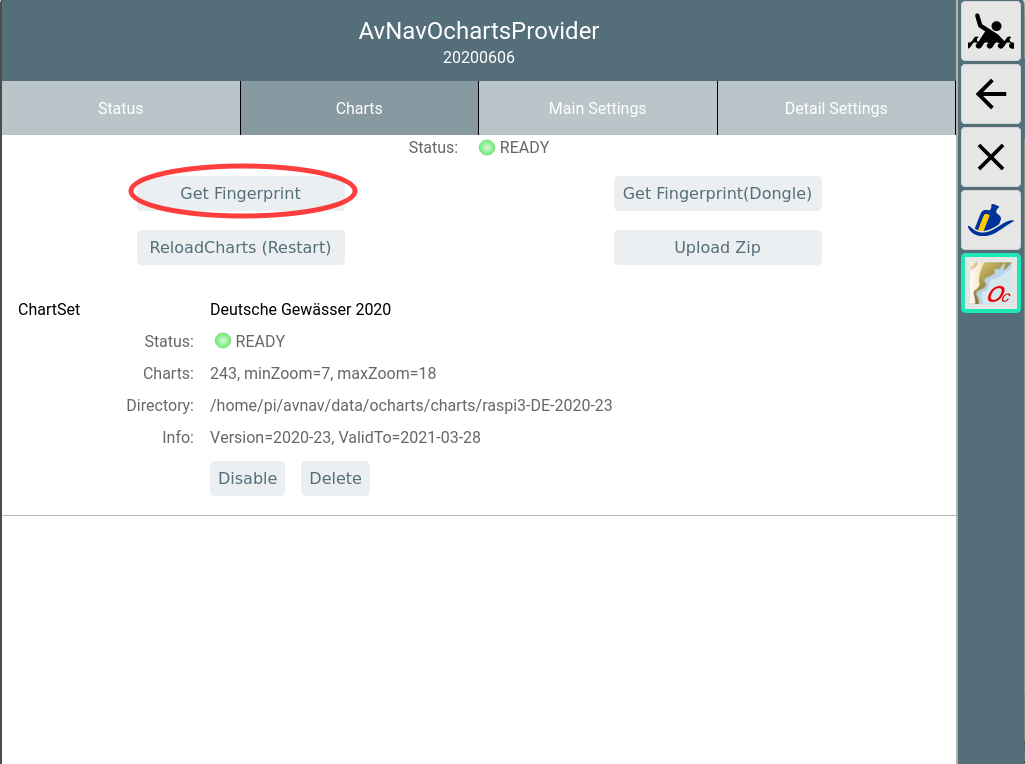 AvNavOchartsProvider
20200606
Status Charts Main Settings Detail Settings
Status: READY
Get Fingerprint Get Fingerprint(Dongle)
ReloadCharts (Restart) Upload Zip
ChartSet Deutsche Gewässer 2020
Status: READY
Charts: 243, minZoom=7, maxZoom=18
Directory: /home/pi/avnav/data/ocharts/charts/raspi3-DE-2020-23
Info: Version=2020-23, ValidTo=2021-03-28
Disable Delete
Oc